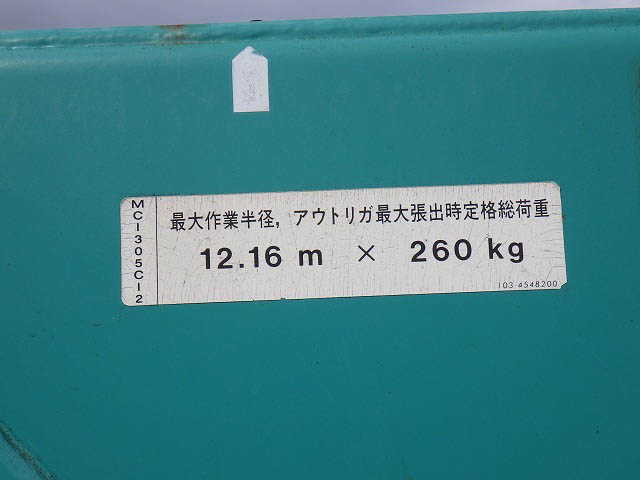 MC-305C-2
最大作業半径, アウトリガ最大張出時定格総荷重
12.16 m × 260 kg
103 4548200